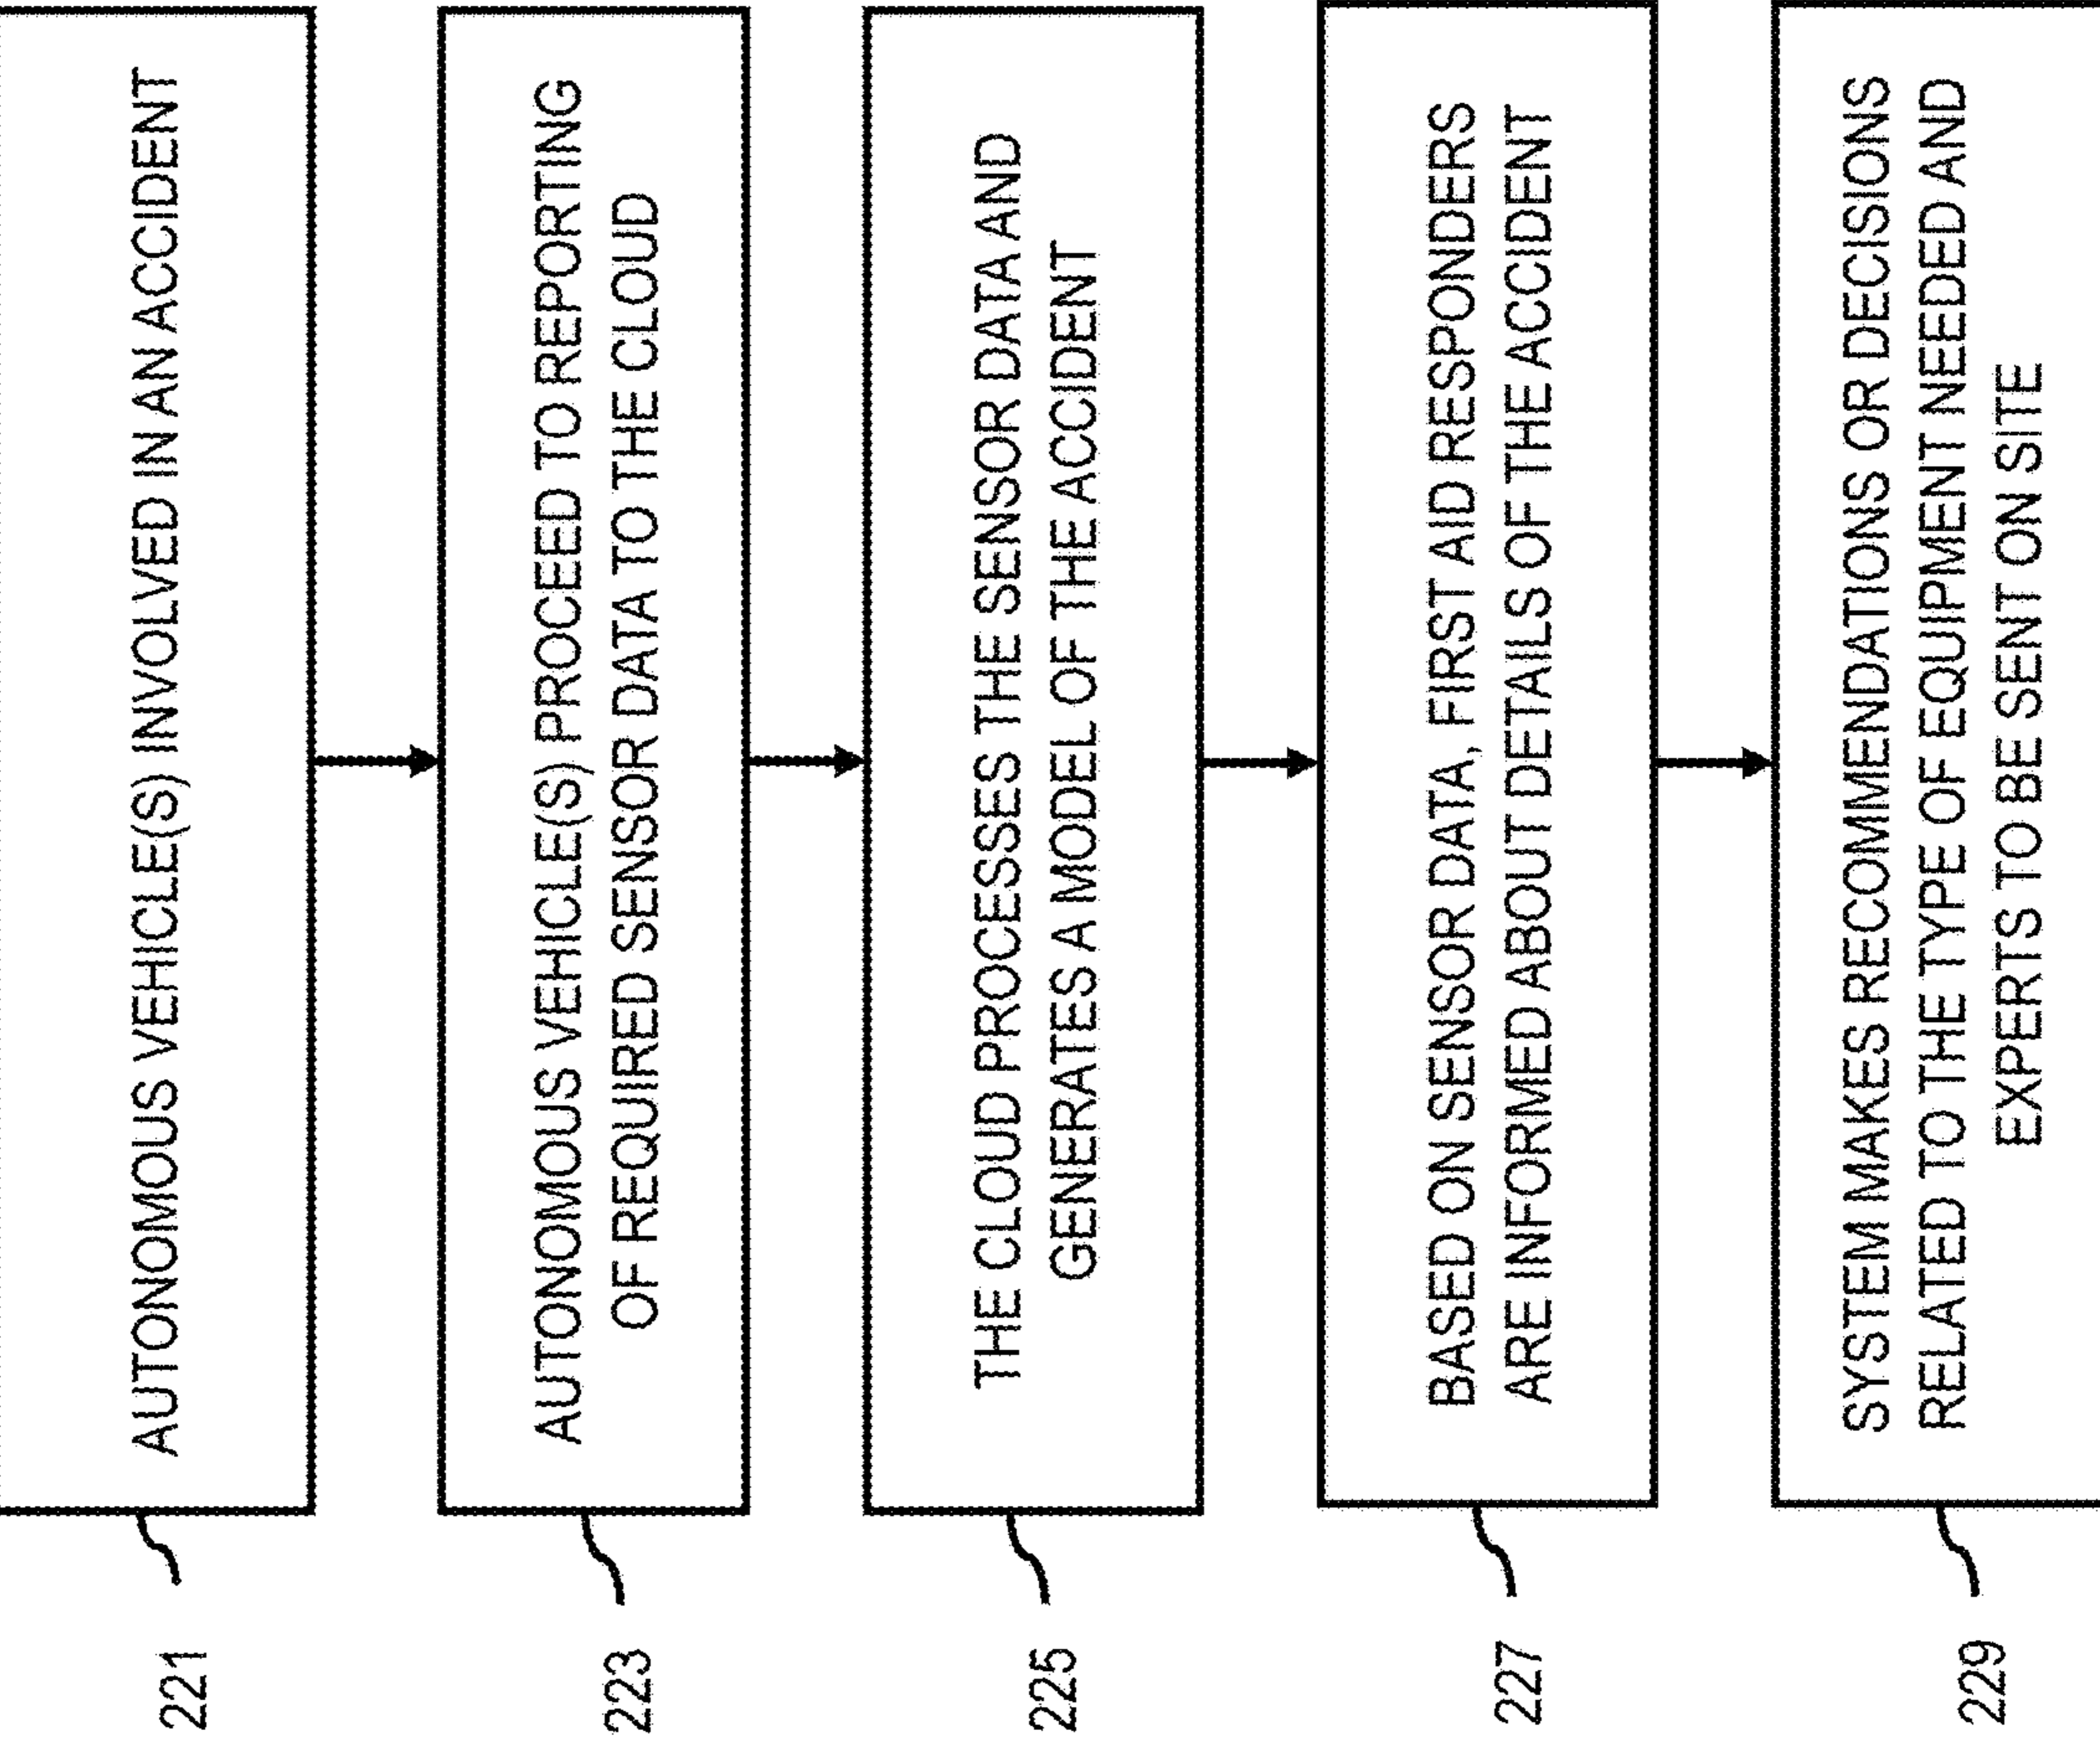 221
AUTONOMOUS VEHICLE(S) INVOLVED IN AN ACCIDENT
223
AUTONOMOUS VEHICLE(S) PROCEED TO REPORTING
OF REQUIRED SENSOR DATA TO THE CLOUD
225
THE CLOUD PROCESSES THE SENSOR DATA AND
GENERATES A MODEL OF THE ACCIDENT
227
BASED ON SENSOR DATA, FIRST AID RESPONDERS
ARE INFORMED ABOUT DETAILS OF THE ACCIDENT
229
SYSTEM MAKES RECOMMENDATIONS OR DECISIONS
RELATED TO THE TYPE OF EQUIPMENT NEEDED AND
EXPERTS TO BE SENT ON SITE